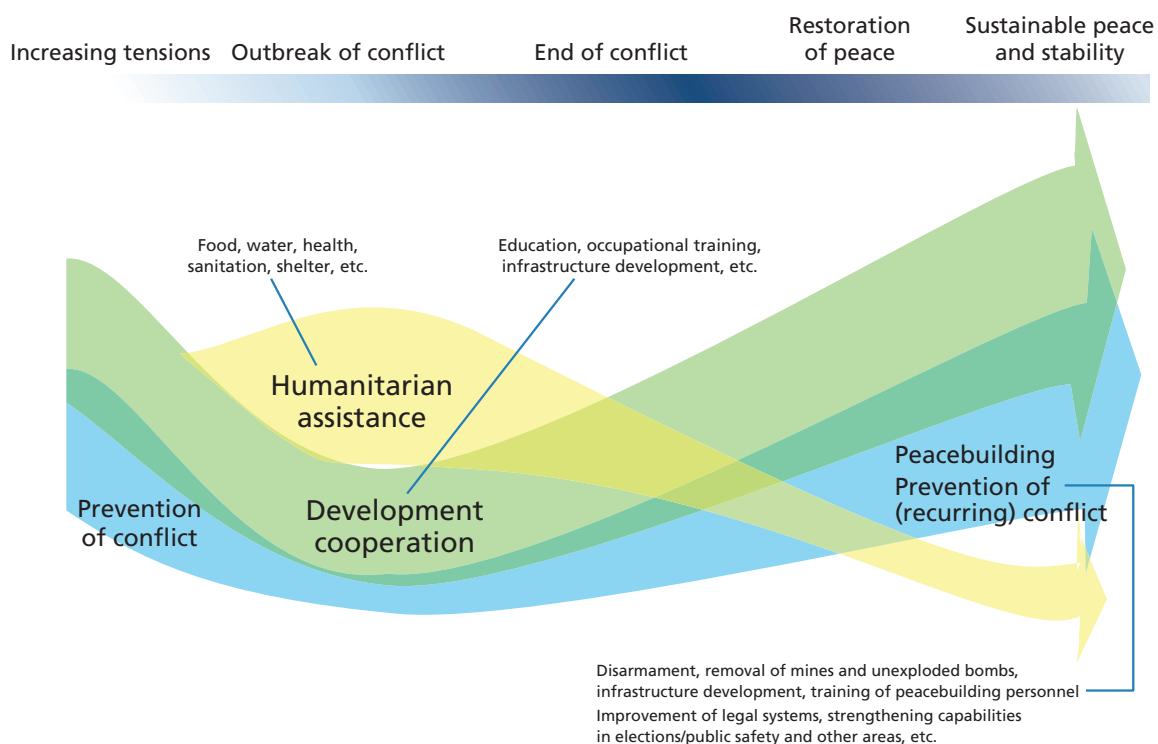 Increasing tensions
Outbreak of conflict
End of conflict
Restoration
of peace
Sustainable peace
and stability
Food, water, health,
sanitation, shelter, etc.
Education, occupational training,
infrastructure development, etc.
Humanitarian
assistance
Prevention
of conflict
Development
cooperation
Peacebuilding
Prevention of
(recurring) conflict
Disarmament, removal of mines and unexploded bombs,
infrastructure development, training of peacebuilding personnel
Improvement of legal systems, strengthening capabilities
in elections/public safety and other areas, etc.